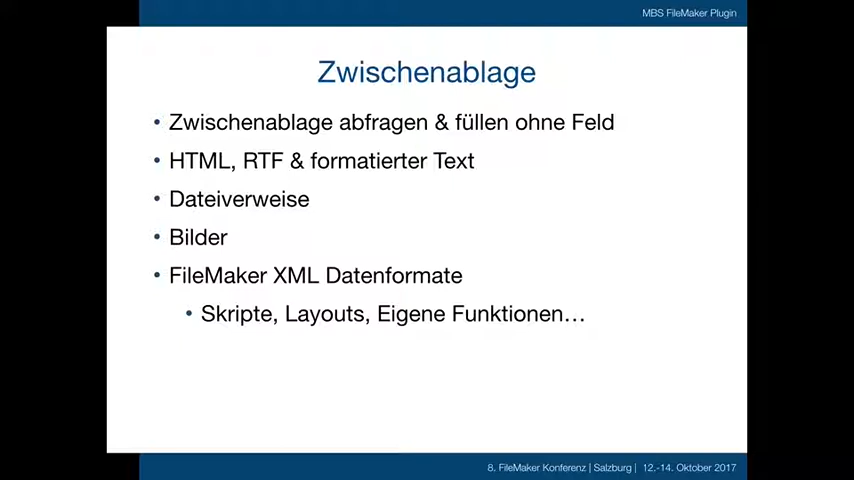 MBS FileMaker Plugin
Zwischenablage
• Zwischenablage abfragen & füllen ohne Feld
• HTML, RTF & formatierter Text
• Dateiverweise
• Bilder
• FileMaker XML Datenformate
• Skripte, Layouts, Eigene Funktionen…
8. FileMaker Konferenz | Salzburg | 12.-14. Oktober 2017